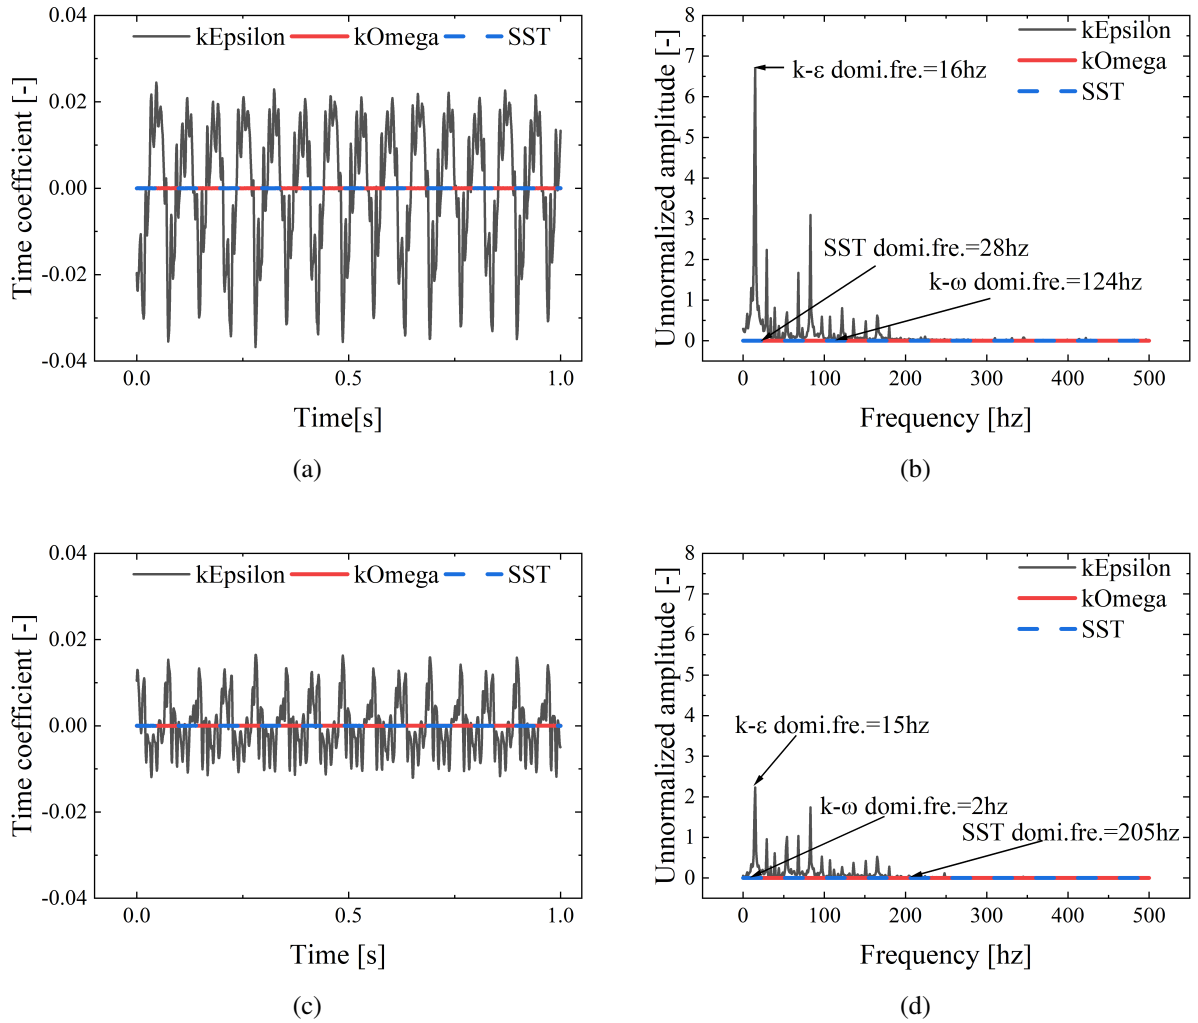 0.04
0.02
0.00
-0.02
-0.04
Time coefficient [-]
kEpsilon kOmega SST
0.0 0.5 1.0
Time[s]
(a)
8
7
6
5
4
3
2
1
0
Unnormalized amplitude [-]
kEpsilon
kOmega
SST
k-ε domi.fre.=16hz
SST domi.fre.=28hz
k-ω domi.fre.=124hz
0 100 200 300 400 500
Frequency [hz]
(b)
0.04
0.02
0.00
-0.02
-0.04
Time coefficient [-]
kEpsilon kOmega SST
0.0 0.5 1.0
Time [s]
(c)
8
7
6
5
4
3
2
1
0
Unnormalized amplitude [-]
kEpsilon
kOmega
SST
k-ε domi.fre.=15hz
k-ω domi.fre.=2hz
SST domi.fre.=205hz
0 100 200 300 400 500
Frequency [hz]
(d)